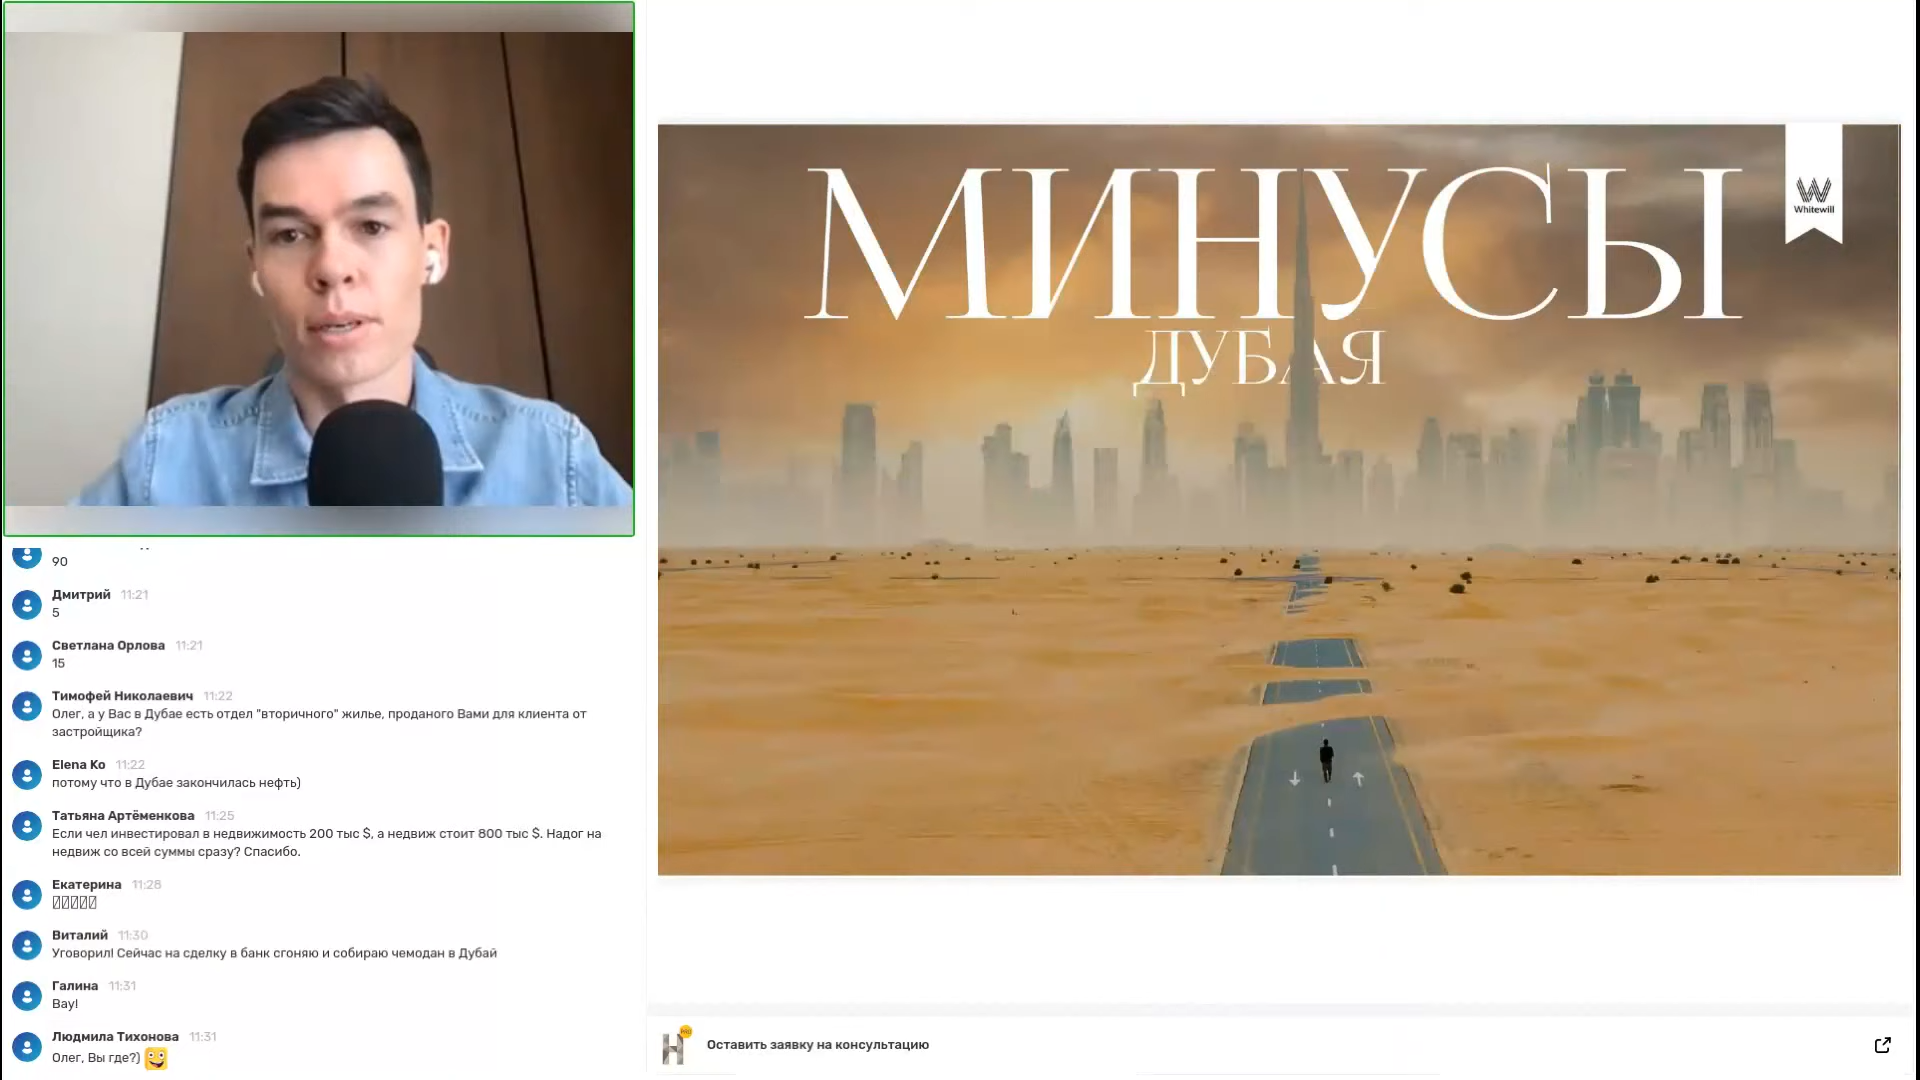 90
Дмитрий 11:21
5
Светлана Орлова 11:21
15
Тимофей Николаевич 11:22
Олег, а у Вас в Дубае есть отдел "вторичного" жилье, проданого Вами для клиента от
застройщика?
Elena Ko 11:22
потому что в Дубае закончилась нефть)
Татьяна Артёменкова 11:25
Если чел инвестировал в недвижимость 200 тыс $, а недвиж стоит 800 тыс $. Надог на
недвиж со всей суммы сразу? Спасибо.
Екатерина 11:28
Виталий 11:30
Уговорил! Сейчас на сделку в банк сгоняю и собираю чемодан в Дубай
Галина 11:31
Вау!
Людмила Тихонова 11:31
Олег, Вы где?)
МИНУСЫ
ДУБАЯ
Whitewill
PRO
Оставить заявку на консультацию